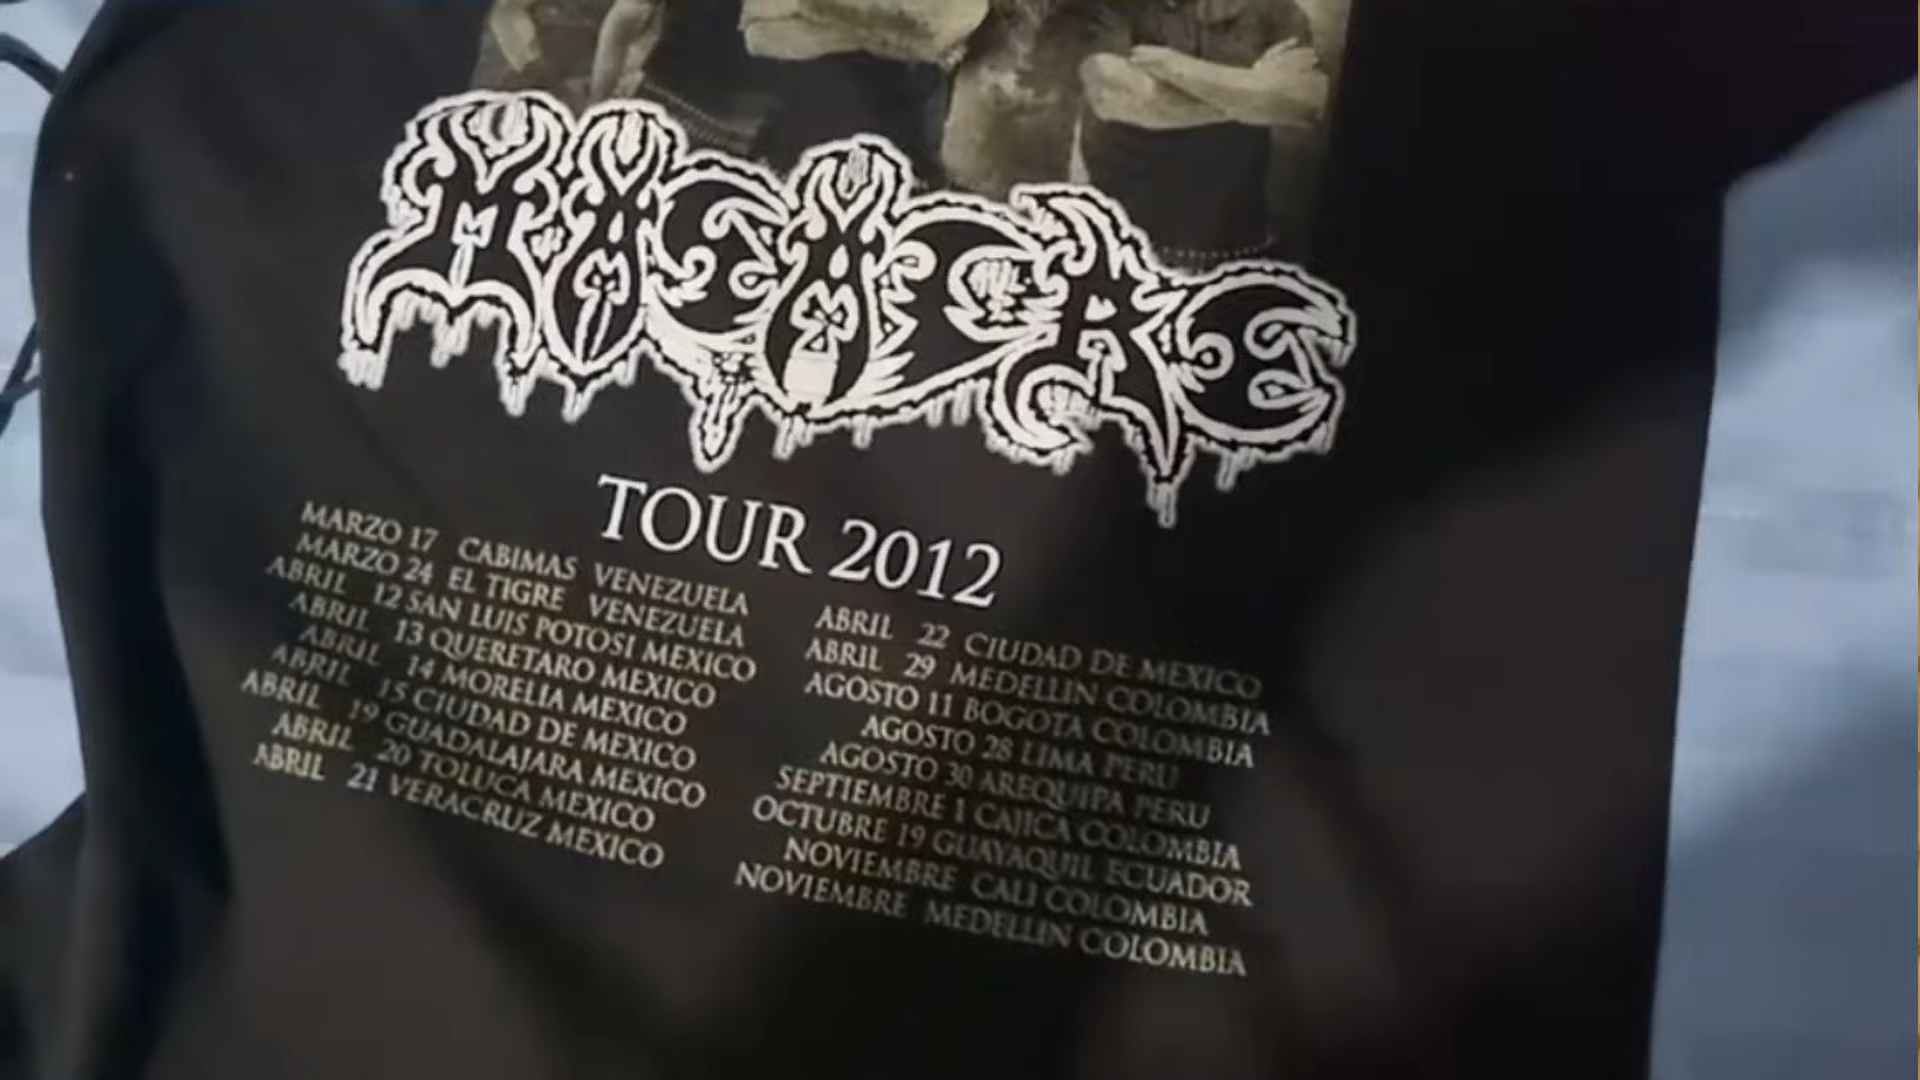 MASACRE
TOUR 2012
MARZO 17 CABIMAS VENEZUELA
MARZO 24 EL TIGRE VENEZUELA
ABRIL 12 SAN LUIS POTOSI MEXICO
ABRIL 13 QUERETARO MEXICO
ABRIL 14 MORELIA MEXICO
ABRIL 15 CIUDAD DE MEXICO
ABRIL 19 GUADALAJARA MEXICO
ABRIL 20 TOLUCA MEXICO
ABRIL 21 VERACRUZ MEXICO
ABRIL 22 CIUDAD DE MEXICO
ABRIL 29 MEDELLIN COLOMBIA
AGOSTO 11 BOGOTA COLOMBIA
AGOSTO 28 LIMA PERU
AGOSTO 30 AREQUIPA PERU
SEPTIEMBRE 1 CAJICA COLOMBIA
OCTUBRE 19 GUAYAQUIL ECUADOR
NOVIEMBRE CALI COLOMBIA
NOVIEMBRE MEDELLIN COLOMBIA